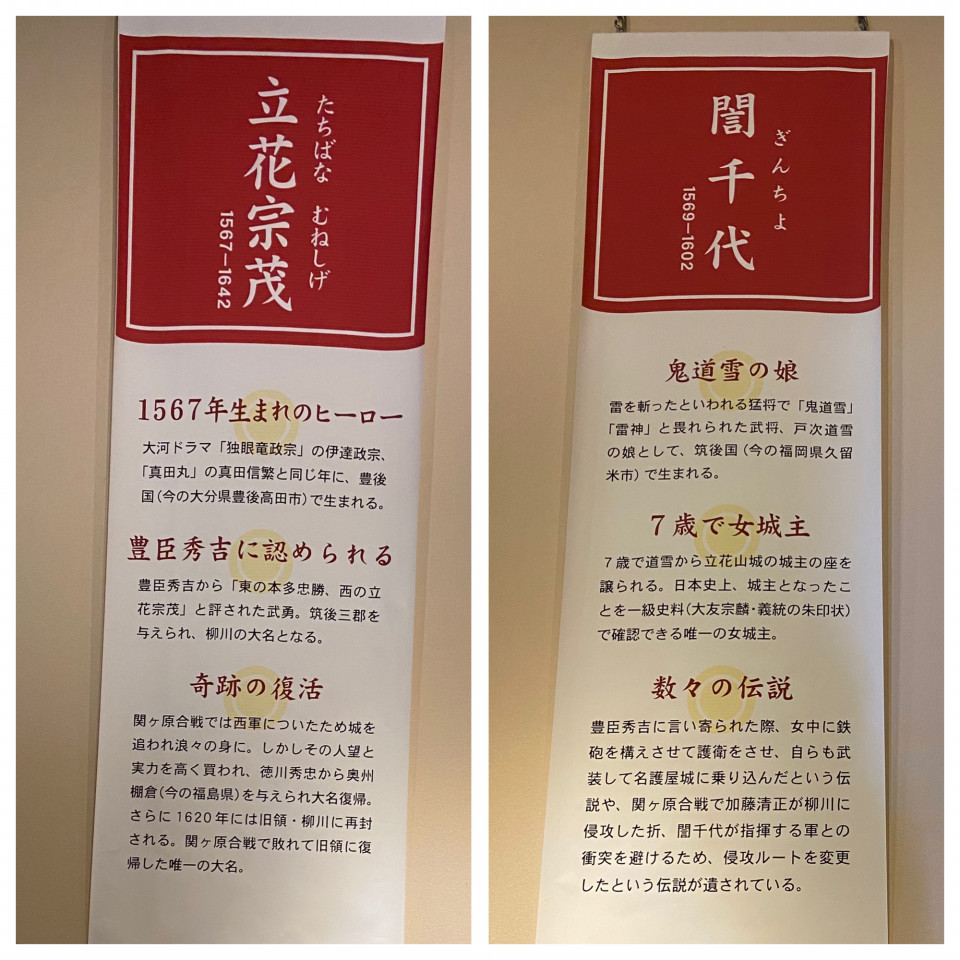 立花宗茂
たちばな むねしげ
1567－1642
1567年生まれのヒーロー
大河ドラマ「独眼竜政宗」の伊達政宗、
「真田丸」の真田信繁と同じ年に、豊後
国（今の大分県豊後高田市）で生まれる。
豊臣秀吉に認められる
豊臣秀吉から「東の本多忠勝、西の立
花宗茂」と評された武勇。筑後三郡を
与えられ、柳川の大名となる。
奇跡の復活
関ヶ原合戦では西軍についたため城を
追われ浪々の身に。しかしその人望と
実力を高く買われ、徳川秀忠から奥州
棚倉（今の福島県）を与えられ大名復帰。
さらに1620年には旧領・柳川に再封
される。関ヶ原合戦で敗れて旧領に復
帰した唯一の大名。
誾千代
ぎんちよ
1569－1602
鬼道雪の娘
雷を斬ったといわれる猛将で「鬼道雪」
「雷神」と畏れられた武将、戸次道雪
の娘として、筑後国（今の福岡県久留
米市）で生まれる。
７歳で女城主
７歳で道雪から立花山城の城主の座を
譲られる。日本史上、城主となったこ
とを一級史料（大友宗麟・義統の朱印状）
で確認できる唯一の女城主。
数々の伝説
豊臣秀吉に言い寄られた際、女中に鉄
砲を構えさせて護衛をさせ、自らも武
装して名護屋城に乗り込んだという伝
説や、関ヶ原合戦で加藤清正が柳川に
侵攻した折、誾千代が指揮する軍との
衝突を避けるため、侵攻ルートを変更
したという伝説が遺されている。